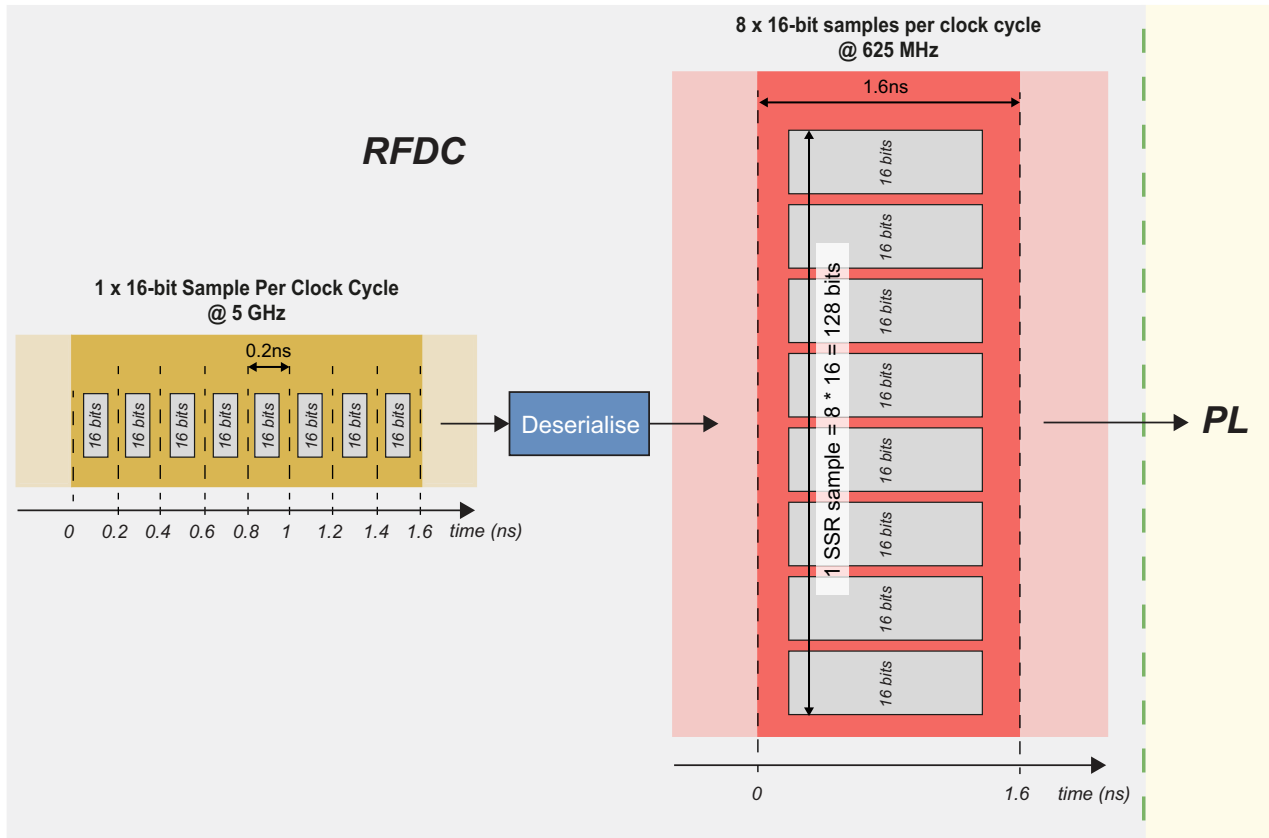 8 x 16-bit samples per clock cycle
@ 625 MHz
1.6ns
RFDC
16 bits
16 bits
16 bits
16 bits
16 bits
16 bits
16 bits
16 bits
1 SSR sample = 8 * 16 = 128 bits
1 x 16-bit Sample Per Clock Cycle
@ 5 GHz
0.2ns
16 bits
16 bits
16 bits
16 bits
16 bits
16 bits
16 bits
16 bits
Deserialise
PL
0 0.2 0.4 0.6 0.8 1 1.2 1.4 1.6 time (ns)
0 1.6 time (ns)